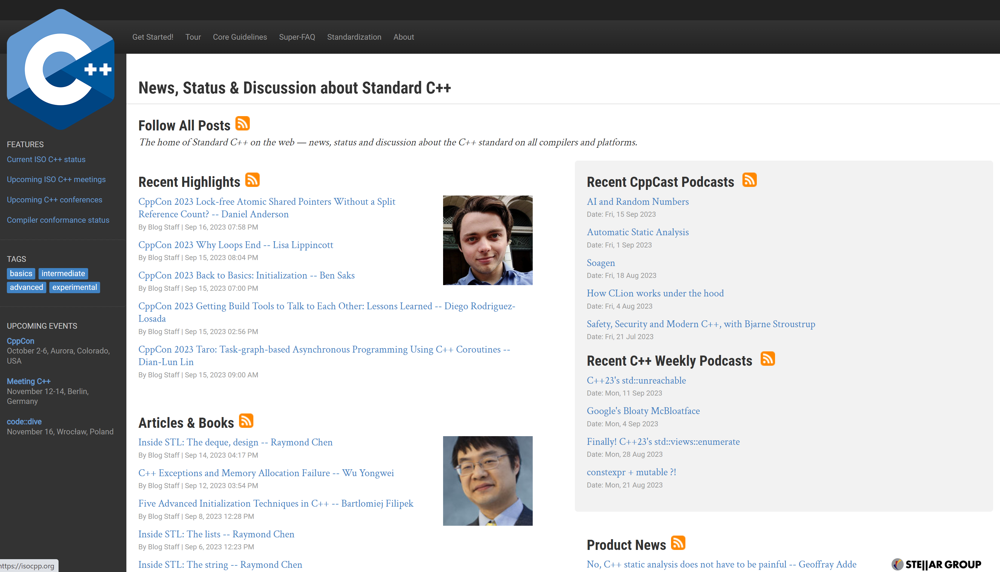 Get Started! Tour Core Guidelines Super-FAQ Standardization About
C++
FEATURES
Current ISO C++ status
Upcoming ISO C++ meetings
Upcoming C++ conferences
Compiler conformance status
TAGS
basics intermediate
advanced experimental
UPCOMING EVENTS
CppCon
October 2-6, Aurora, Colorado,
USA
Meeting C++
November 12-14, Berlin,
Germany
code::dive
November 16, Wrocław, Poland
News, Status & Discussion about Standard C++
Follow All Posts
The home of Standard C++ on the web — news, status and discussion about the C++ standard on all compilers and platforms.
Recent Highlights
CppCon 2023 Lock-free Atomic Shared Pointers Without a Split
Reference Count? -- Daniel Anderson
By Blog Staff | Sep 16, 2023 07:58 PM
CppCon 2023 Why Loops End -- Lisa Lippincott
By Blog Staff | Sep 15, 2023 08:04 PM
CppCon 2023 Back to Basics: Initialization -- Ben Saks
By Blog Staff | Sep 15, 2023 07:00 PM
CppCon 2023 Getting Build Tools to Talk to Each Other: Lessons Learned -- Diego Rodriguez-
Losada
By Blog Staff | Sep 15, 2023 02:56 PM
CppCon 2023 Taro: Task-graph-based Asynchronous Programming Using C++ Coroutines --
Dian-Lun Lin
By Blog Staff | Sep 15, 2023 09:00 AM
Articles & Books
Inside STL: The deque, design -- Raymond Chen
By Blog Staff | Sep 14, 2023 04:17 PM
C++ Exceptions and Memory Allocation Failure -- Wu Yongwei
By Blog Staff | Sep 12, 2023 03:54 PM
Five Advanced Initialization Techniques in C++ -- Bartlomiej Filipek
By Blog Staff | Sep 8, 2023 12:28 PM
Inside STL: The lists -- Raymond Chen
By Blog Staff | Sep 6, 2023 12:23 PM
Inside STL: The string -- Raymond Chen
Recent CppCast Podcasts
AI and Random Numbers
Date: Fri, 15 Sep 2023
Automatic Static Analysis
Date: Fri, 1 Sep 2023
Soagen
Date: Fri, 18 Aug 2023
How CLion works under the hood
Date: Fri, 4 Aug 2023
Safety, Security and Modern C++, with Bjarne Stroustrup
Date: Fri, 21 Jul 2023
Recent C++ Weekly Podcasts
C++23's std::unreachable
Date: Mon, 11 Sep 2023
Google's Bloaty McBloatface
Date: Mon, 4 Sep 2023
Finally! C++23's std::views::enumerate
Date: Mon, 28 Aug 2023
constexpr + mutable ?!
Date: Mon, 21 Aug 2023
Product News
No, C++ static analysis does not have to be painful -- Geoffray Adde
https://isocpp.org
STE||AR GROUP